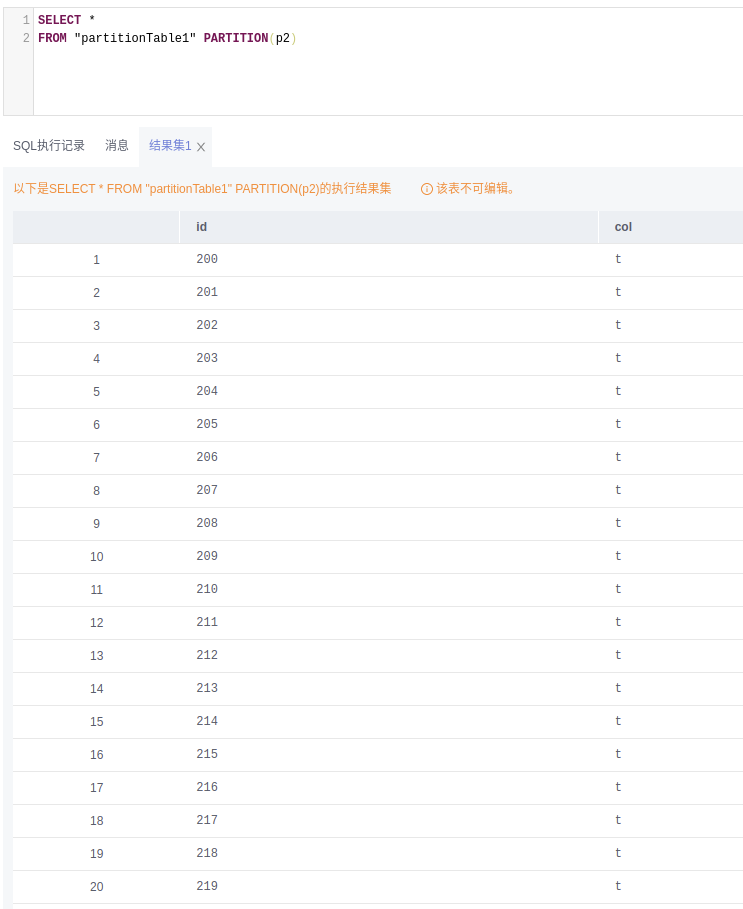 1 SELECT *
2 FROM "partitionTable1" PARTITION(p2)
SQL执行记录 消息 结果集1
以下是SELECT * FROM "partitionTable1" PARTITION(p2)的执行结果集 该表不可编辑。
id col
1 200 t
2 201 t
3 202 t
4 203 t
5 204 t
6 205 t
7 206 t
8 207 t
9 208 t
10 209 t
11 210 t
12 211 t
13 212 t
14 213 t
15 214 t
16 215 t
17 216 t
18 217 t
19 218 t
20 219 t